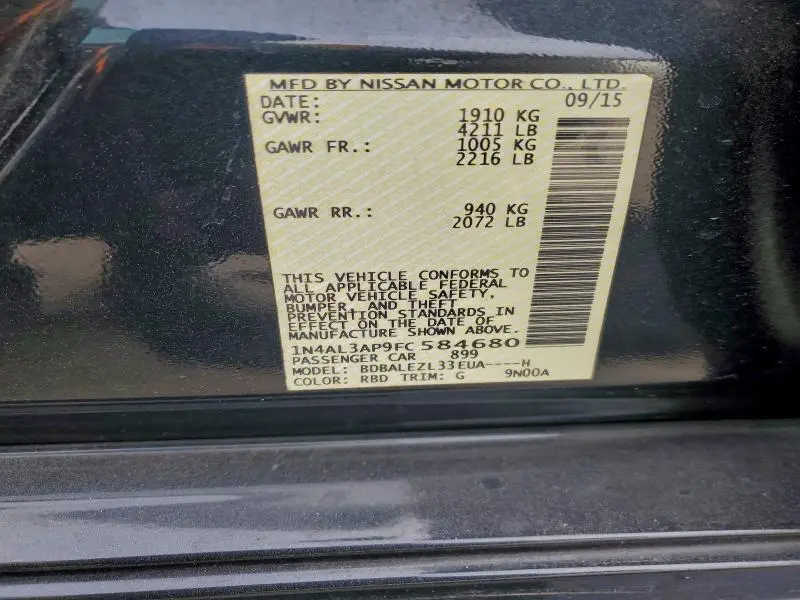 MFD BY NISSAN MOTOR CO., LTD.
DATE: 09/15
GVWR: 1910 KG
4211 LB
GAWR FR.: 1005 KG
2216 LB
GAWR RR.: 940 KG
2072 LB
THIS VEHICLE CONFORMS TO
ALL APPLICABLE FEDERAL
MOTOR VEHICLE SAFETY,
BUMPER, AND THEFT
PREVENTION STANDARDS IN
EFFECT ON THE DATE OF
MANUFACTURE SHOWN ABOVE.
1N4AL3AP9FC 584680
PASSENGER CAR 899
MODEL: BDBALEZL33EUA----H
COLOR: RBD TRIM: G 9N00A